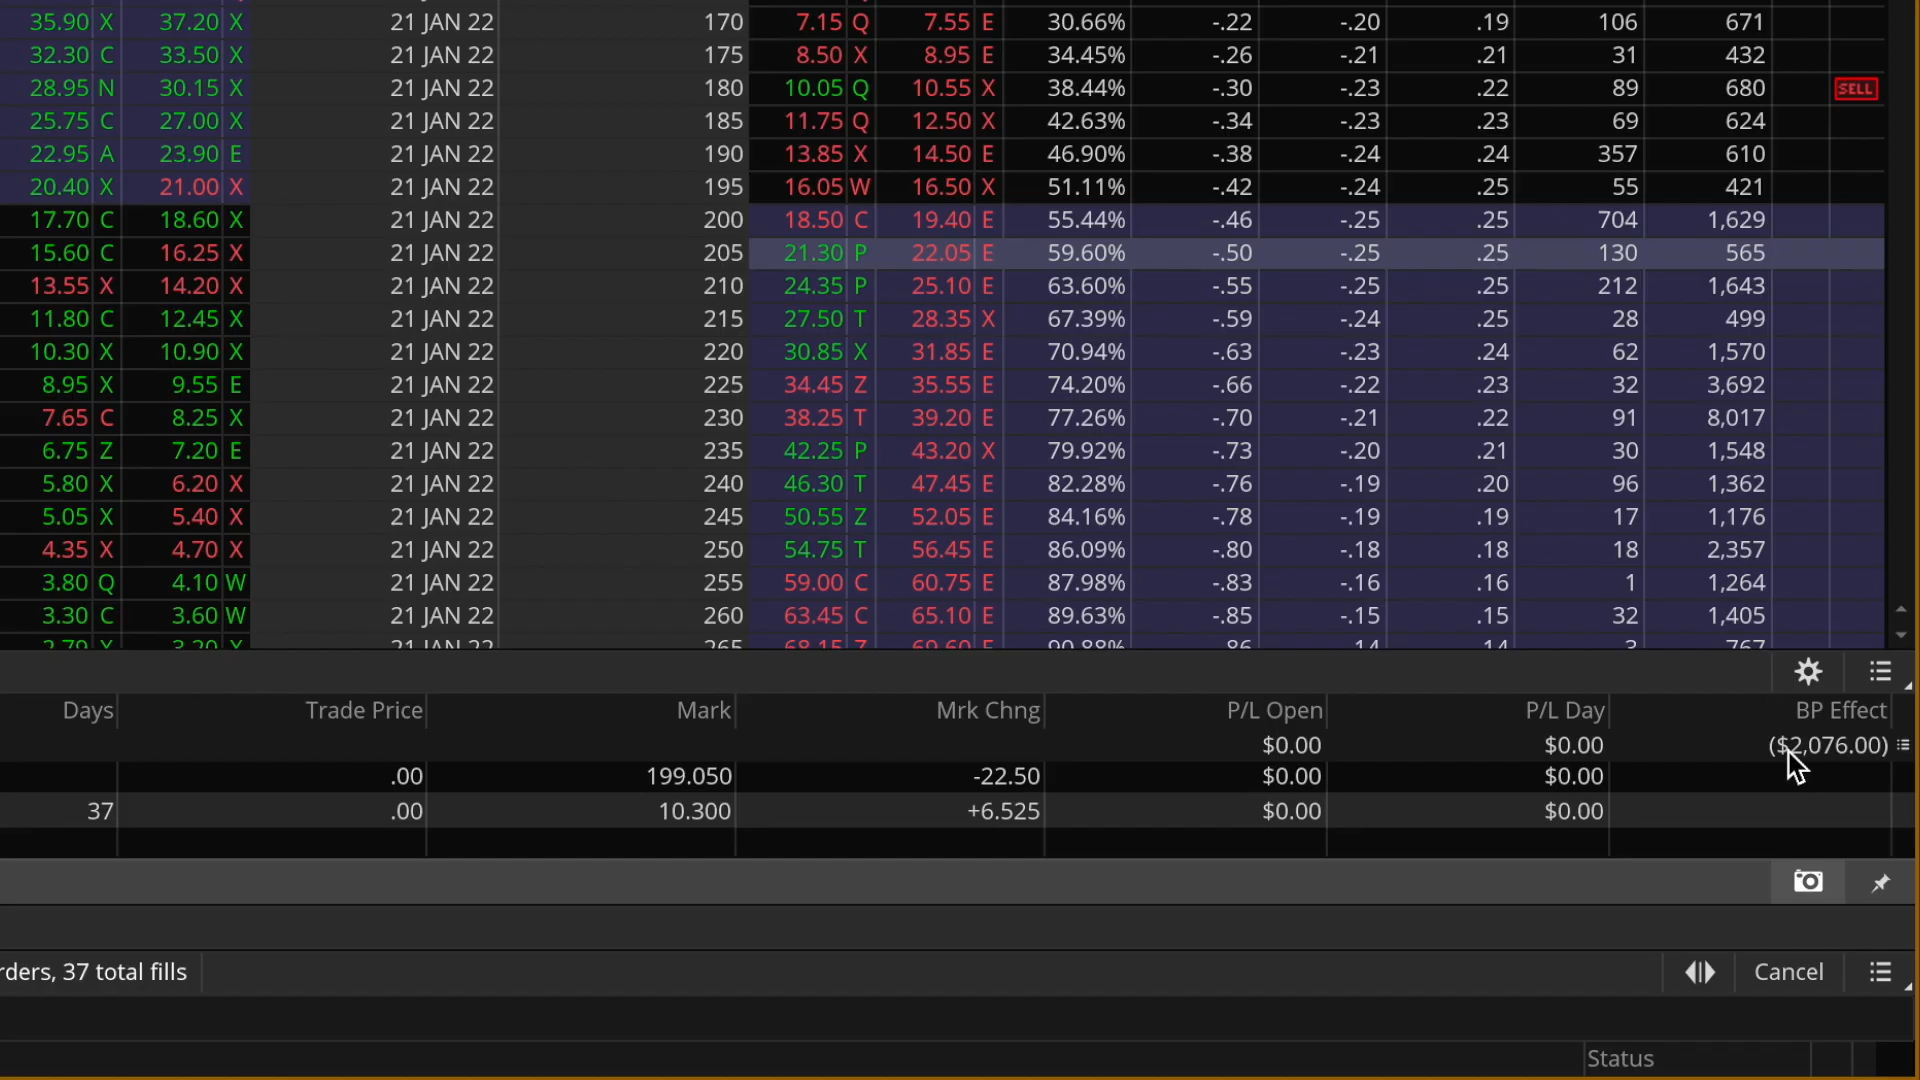 35.90 X 37.20 X 21 JAN 22 170 7.15 Q 7.55 E 30.66% -.22 -.20 .19 106 671
32.30 C 33.50 X 21 JAN 22 175 8.50 X 8.95 E 34.45% -.26 -.21 .21 31 432
28.95 N 30.15 X 21 JAN 22 180 10.05 Q 10.55 X 38.44% -.30 -.23 .22 89 680 SELL
25.75 C 27.00 X 21 JAN 22 185 11.75 Q 12.50 X 42.63% -.34 -.23 .23 69 624
22.95 A 23.90 E 21 JAN 22 190 13.85 X 14.50 E 46.90% -.38 -.24 .24 357 610
20.40 X 21.00 X 21 JAN 22 195 16.05 W 16.50 X 51.11% -.42 -.24 .25 55 421
17.70 C 18.60 X 21 JAN 22 200 18.50 C 19.40 E 55.44% -.46 -.25 .25 704 1,629
15.60 C 16.25 X 21 JAN 22 205 21.30 P 22.05 E 59.60% -.50 -.25 .25 130 565
13.55 X 14.20 X 21 JAN 22 210 24.35 P 25.10 E 63.60% -.55 -.25 .25 212 1,643
11.80 C 12.45 X 21 JAN 22 215 27.50 T 28.35 X 67.39% -.59 -.24 .25 28 499
10.30 X 10.90 X 21 JAN 22 220 30.85 X 31.85 E 70.94% -.63 -.23 .24 62 1,570
8.95 X 9.55 E 21 JAN 22 225 34.45 Z 35.55 E 74.20% -.66 -.22 .23 32 3,692
7.65 C 8.25 X 21 JAN 22 230 38.25 T 39.20 E 77.26% -.70 -.21 .22 91 8,017
6.75 Z 7.20 E 21 JAN 22 235 42.25 P 43.20 X 79.92% -.73 -.20 .21 30 1,548
5.80 X 6.20 X 21 JAN 22 240 46.30 T 47.45 E 82.28% -.76 -.19 .20 96 1,362
5.05 X 5.40 X 21 JAN 22 245 50.55 Z 52.05 E 84.16% -.78 -.19 .19 17 1,176
4.35 X 4.70 X 21 JAN 22 250 54.75 T 56.45 E 86.09% -.80 -.18 .18 18 2,357
3.80 Q 4.10 W 21 JAN 22 255 59.00 C 60.75 E 87.98% -.83 -.16 .16 1 1,264
3.30 C 3.60 W 21 JAN 22 260 63.45 C 65.10 E 89.63% -.85 -.15 .15 32 1,405
21 JAN 22 265
Days Trade Price Mark Mrk Chng P/L Open P/L Day BP Effect
$0.00 $0.00 ($2,076.00)
.00 199.050 -22.50 $0.00 $0.00
37 .00 10.300 +6.525 $0.00 $0.00
rders, 37 total fills Cancel
Status